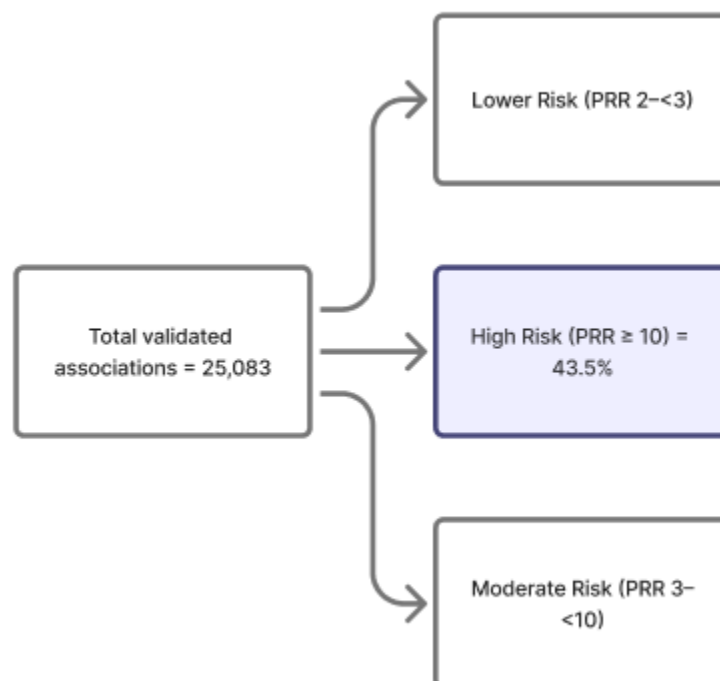 Lower Risk (PRR 2–<3)
Total validated
associations = 25,083
High Risk (PRR ≥ 10) =
43.5%
Moderate Risk (PRR 3–
<10)